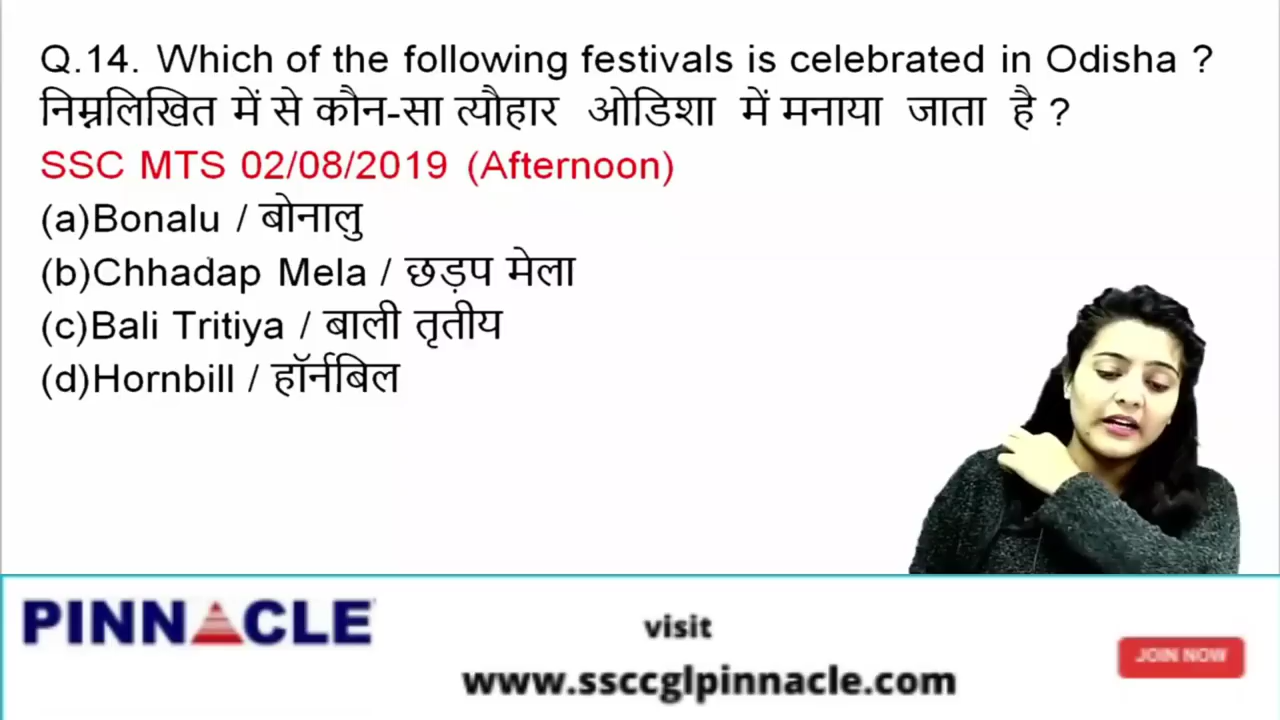 Q.14. Which of the following festivals is celebrated in Odisha ?
निम्नलिखित में से कौन-सा त्यौहार ओडिशा में मनाया जाता है ?
SSC MTS 02/08/2019 (Afternoon)
(a)Bonalu / बोनालु
(b)Chhadap Mela / छड़प मेला
(c)Bali Tritiya / बाली तृतीय
(d)Hornbill / हॉर्नबिल
PINNACLE
visit
www.ssccglpinnacle.com
JOIN NOW